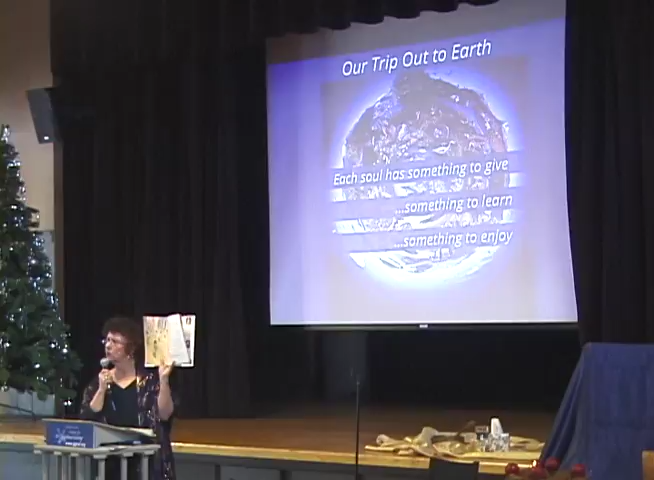 Our Trip Out to Earth
Each soul has something to give
...something to learn
...something to enjoy